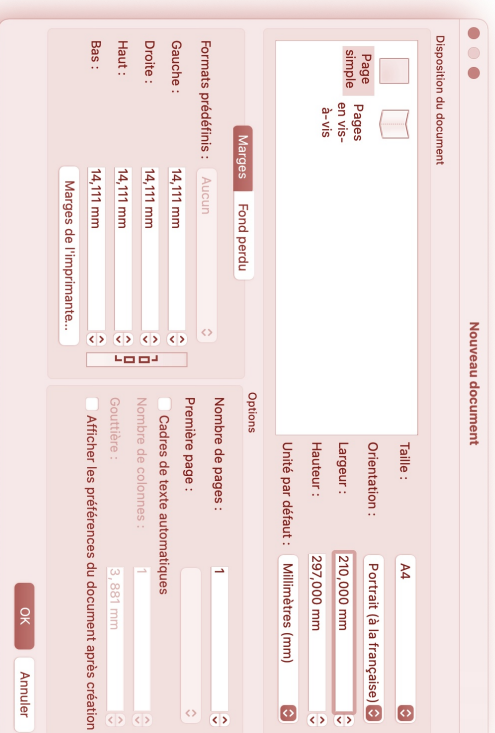 Nouveau document
Disposition du document
Page
simple
Pages
en vis-
à-vis
Taille :
A4
Orientation :
Portrait (à la française)
Largeur :
210,000 mm
Hauteur :
297,000 mm
Unité par défaut :
Millimètres (mm)
Marges
Fond perdu
Formats prédéfinis :
Aucun
Gauche :
14,111 mm
Droite :
14,111 mm
Haut :
14,111 mm
Bas :
14,111 mm
Marges de l'imprimante...
Options
Nombre de pages :
1
Première page :
Cadres de texte automatiques
Nombre de colonnes :
1
Gouttière :
3,881 mm
Afficher les préférences du document après création
OK
Annuler